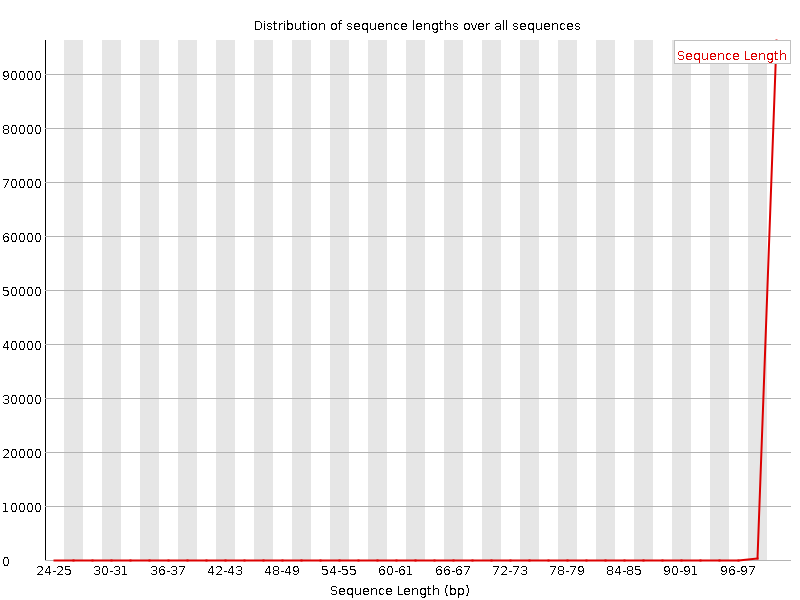 Distribution of sequence lengths over all sequences
Sequence Length
90000
80000
70000
60000
50000
40000
30000
20000
10000
0
24-25 30-31 36-37 42-43 48-49 54-55 60-61 66-67 72-73 78-79 84-85 90-91 96-97
Sequence Length (bp)